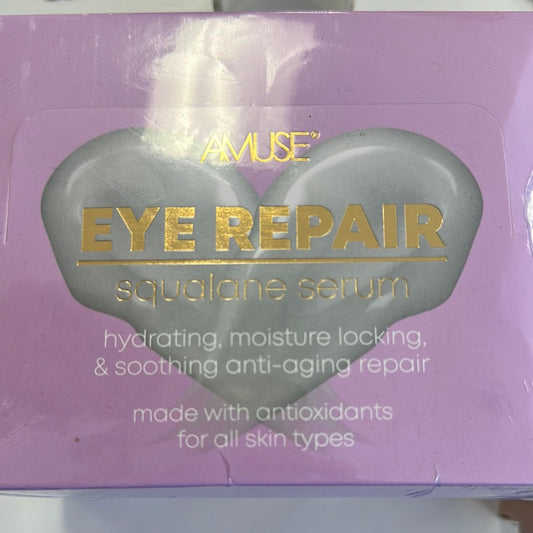 AMUSE®
EYE REPAIR
squalane serum
hydrating, moisture locking,
& soothing anti-aging repair
made with antioxidants
for all skin types